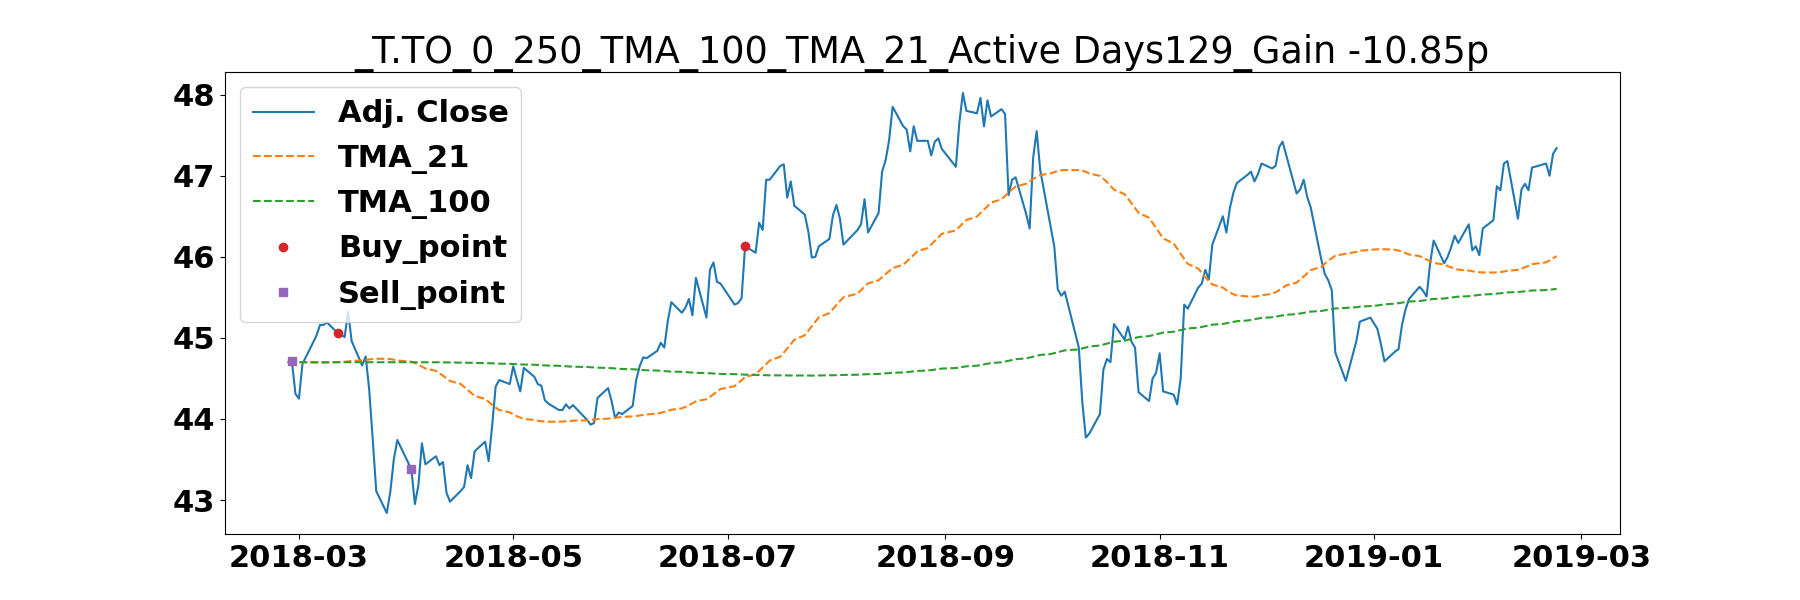 _T.TO_0_250_TMA_100_TMA_21_Active Days129_Gain -10.85p
48
47
46
45
44
43
Adj. Close
TMA_21
TMA_100
Buy_point
Sell_point
2018-03 2018-05 2018-07 2018-09 2018-11 2019-01 2019-03